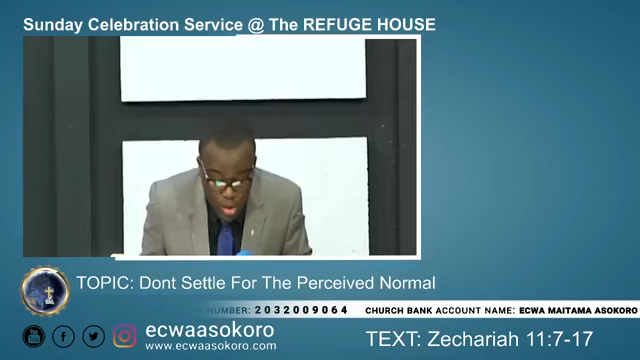 Sunday Celebration Service @ The REFUGE HOUSE
TOPIC: Dont Settle For The Perceived Normal
NUMBER: 2032009064 CHURCH BANK ACCOUNT NAME: ECWA MAITAMA ASOKORO
ecwaasokoro
www.ecwaasokoro.com
TEXT: Zechariah 11:7-17